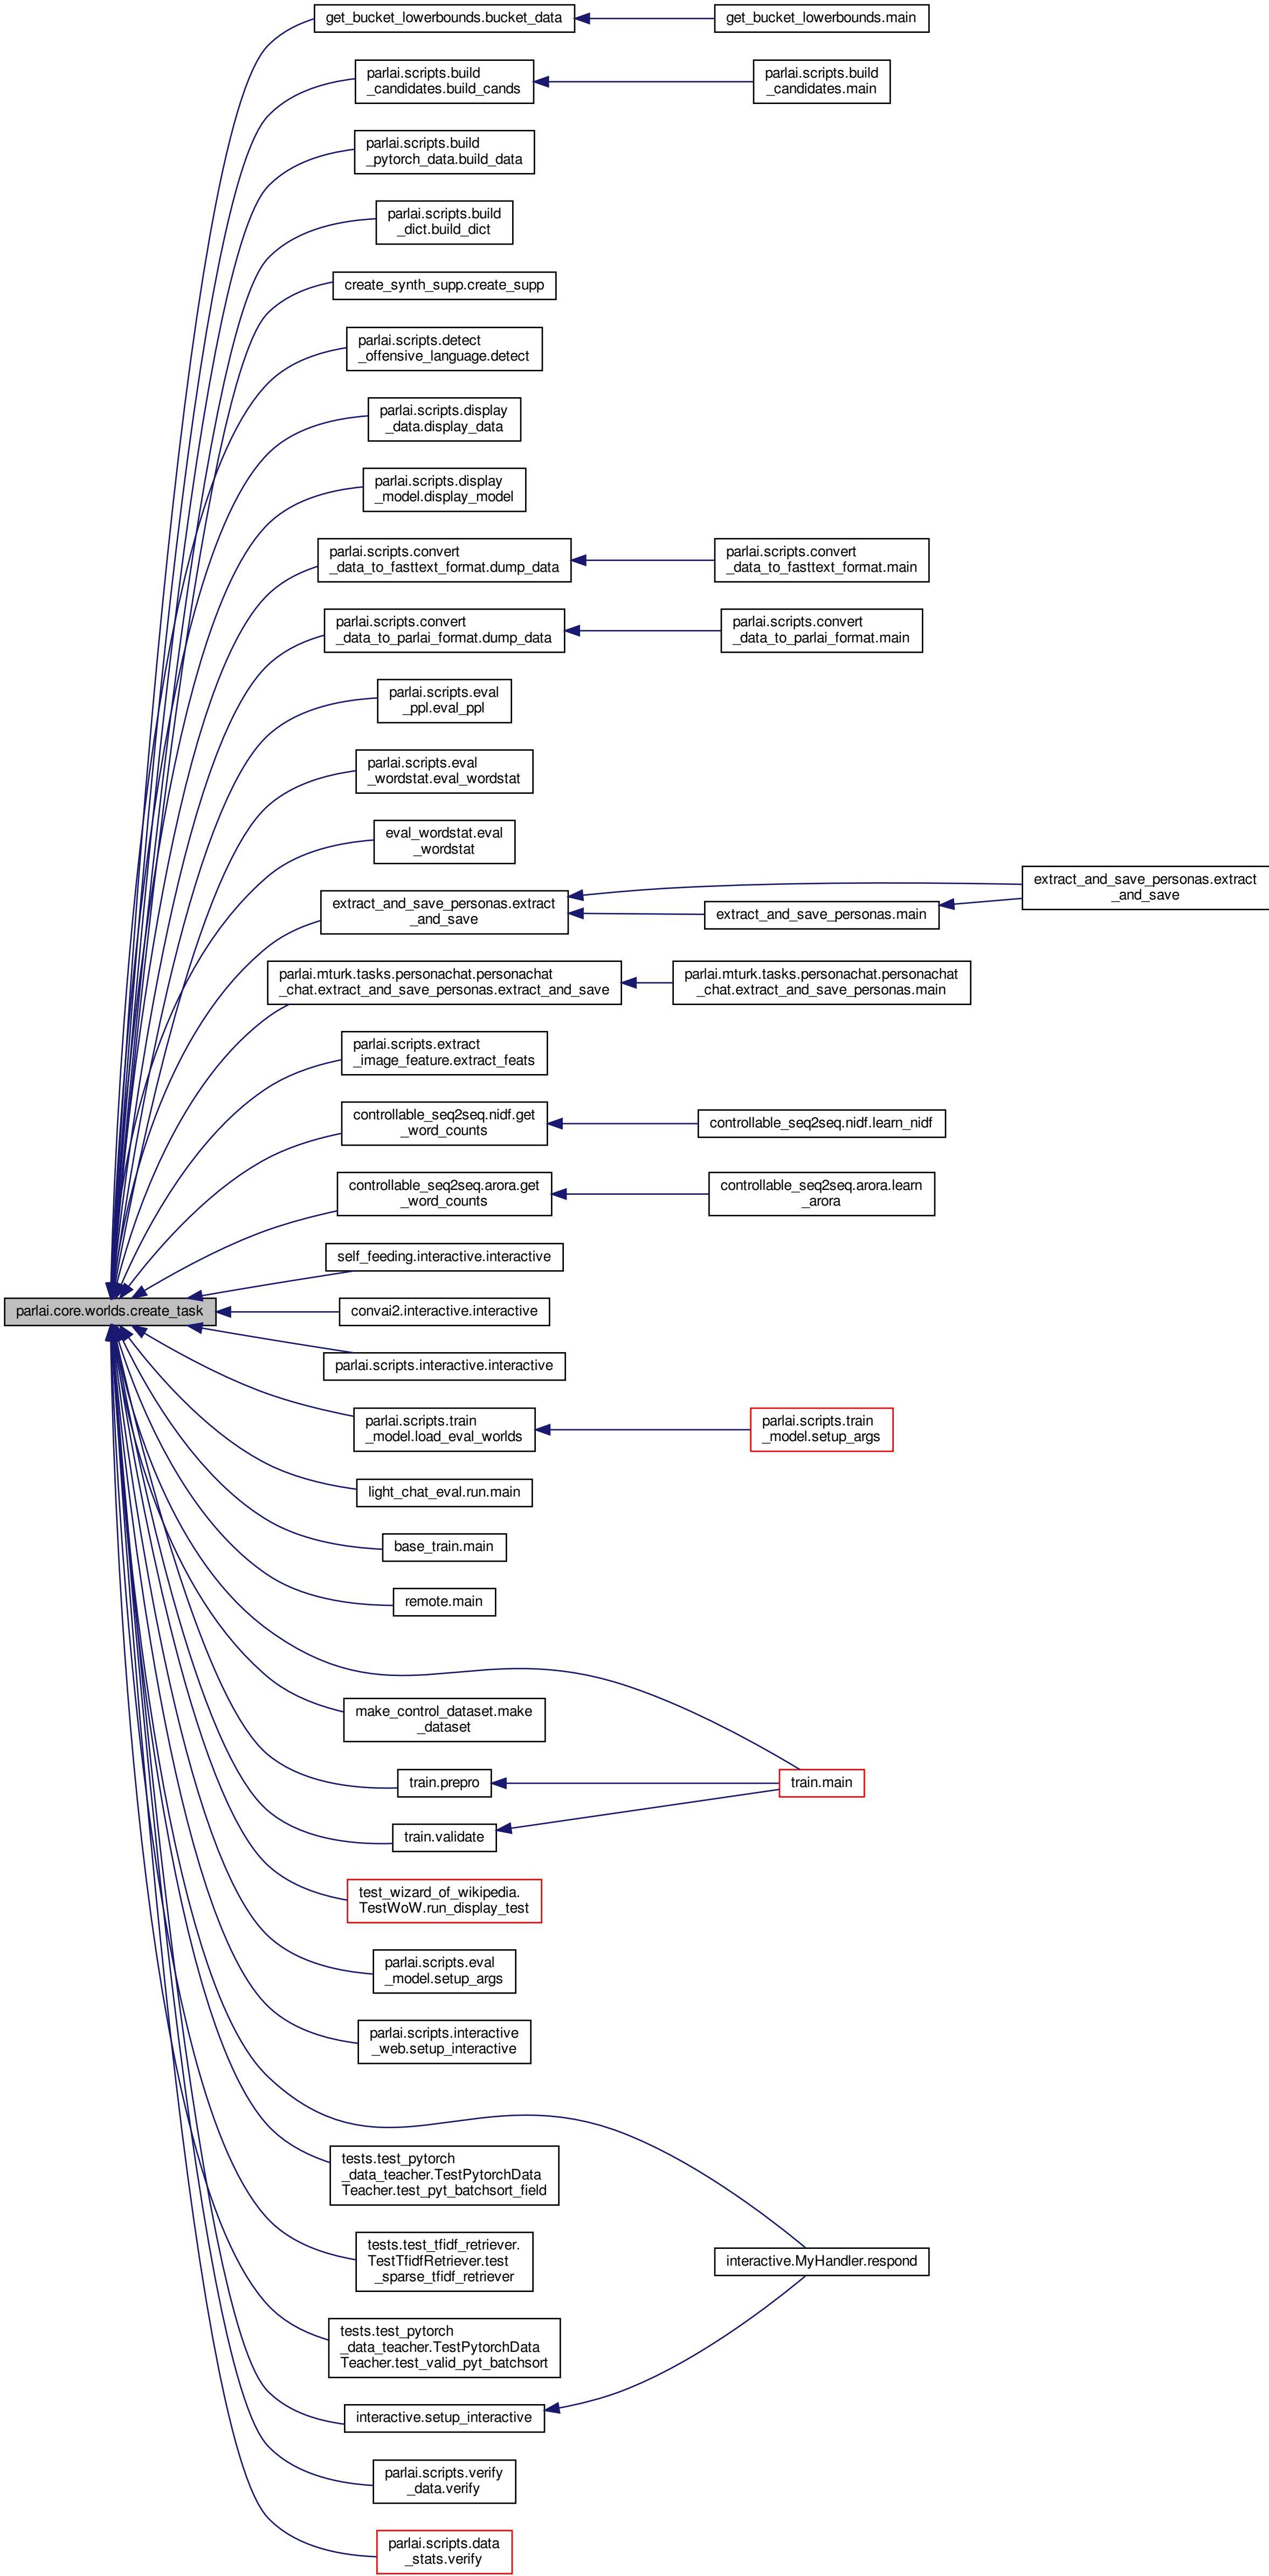 get_bucket_lowerbounds.bucket_data
get_bucket_lowerbounds.main
parlai.scripts.build
_candidates.build_cands
parlai.scripts.build
_candidates.main
parlai.scripts.build
_pytorch_data.build_data
parlai.scripts.build
_dict.build_dict
create_synth_supp.create_supp
parlai.scripts.detect
_offensive_language.detect
parlai.scripts.display
_data.display_data
parlai.scripts.display
_model.display_model
parlai.scripts.convert
_data_to_fasttext_format.dump_data
parlai.scripts.convert
_data_to_fasttext_format.main
parlai.scripts.convert
_data_to_parlai_format.dump_data
parlai.scripts.convert
_data_to_parlai_format.main
parlai.scripts.eval
_ppl.eval_ppl
parlai.scripts.eval
_wordstat.eval_wordstat
eval_wordstat.eval
_wordstat
extract_and_save_personas.extract
_and_save
extract_and_save_personas.main
extract_and_save_personas.extract
_and_save
parlai.mturk.tasks.personachat.personachat
_chat.extract_and_save_personas.extract_and_save
parlai.mturk.tasks.personachat.personachat
_chat.extract_and_save_personas.main
parlai.scripts.extract
_image_feature.extract_feats
controllable_seq2seq.nidf.get
_word_counts
controllable_seq2seq.nidf.learn_nidf
controllable_seq2seq.arora.get
_word_counts
controllable_seq2seq.arora.learn
_arora
self_feeding.interactive.interactive
parlai.core.worlds.create_task
convai2.interactive.interactive
parlai.scripts.interactive.interactive
parlai.scripts.train
_model.load_eval_worlds
parlai.scripts.train
_model.setup_args
light_chat_eval.run.main
base_train.main
remote.main
make_control_dataset.make
_dataset
train.prepro
train.main
train.validate
test_wizard_of_wikipedia.
TestWoW.run_display_test
parlai.scripts.eval
_model.setup_args
parlai.scripts.interactive
_web.setup_interactive
tests.test_pytorch
_data_teacher.TestPytorchData
Teacher.test_pyt_batchsort_field
tests.test_tfidf_retriever.
TestTfidfRetriever.test
_sparse_tfidf_retriever
interactive.MyHandler.respond
tests.test_pytorch
_data_teacher.TestPytorchData
Teacher.test_valid_pyt_batchsort
interactive.setup_interactive
parlai.scripts.verify
_data.verify
parlai.scripts.data
_stats.verify